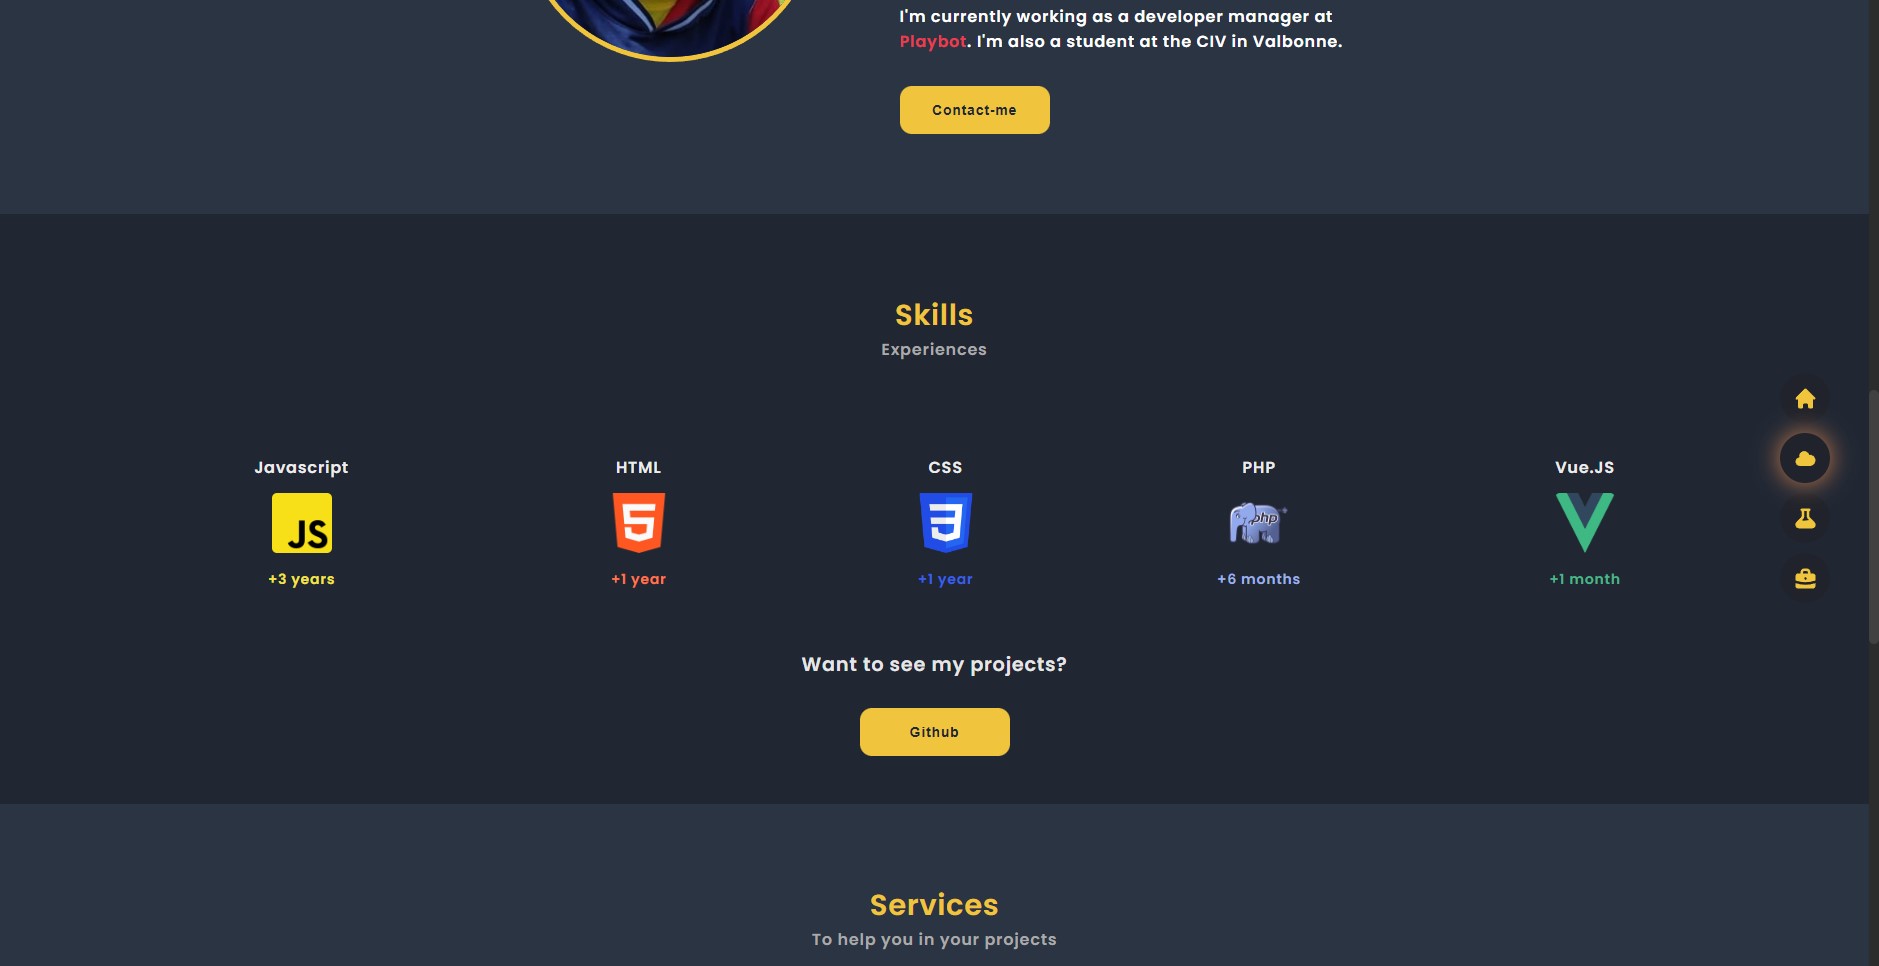 I'm currently working as a developer manager at
Playbot. I'm also a student at the CIV in Valbonne.
Contact-me
Skills
Experiences
Javascript HTML CSS PHP Vue.JS
JS 5 3 php
+3 years +1 year +1 year +6 months +1 month
Want to see my projects?
Github
Services
To help you in your projects